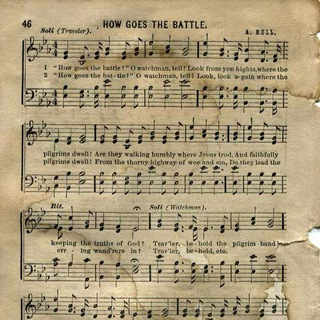 46 HOW GOES THE BATTLE.
Soli (Traveler). A. HULL.
1 "How goes the battle?" O watchman, tell! Look from yon hights, where the
2 "How goes the bat-tle?" O watchman, tell! Look, look a-gain where the
pilgrims dwell! Are they walking humbly where Jesus trod, And faithfully
pilgrims dwell! From the thorny highway of woe and sin, Do they lead the
Rit. Soli (Watchman).
keeping the truths of God? Trav'ler, be-hold the pilgrim band
err - ing wand'rers in? Trav'ler, be-hold, etc.